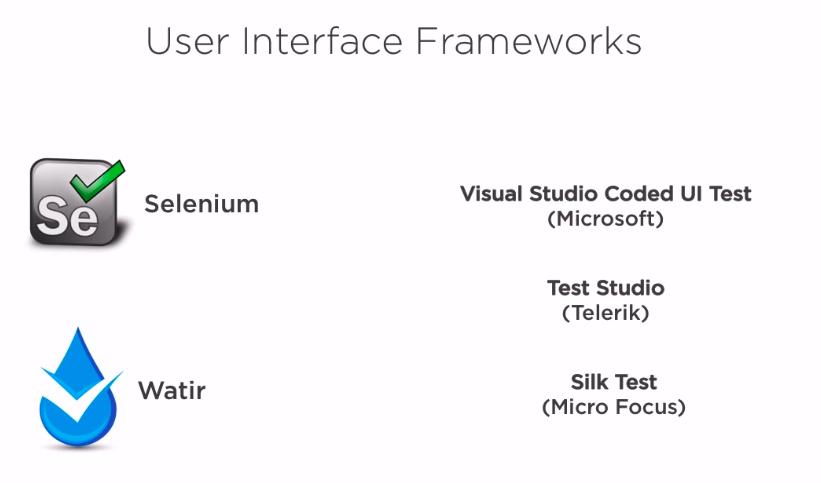 User Interface Frameworks
Se
Selenium
Watir
Visual Studio Coded UI Test
(Microsoft)
Test Studio
(Telerik)
Silk Test
(Micro Focus)